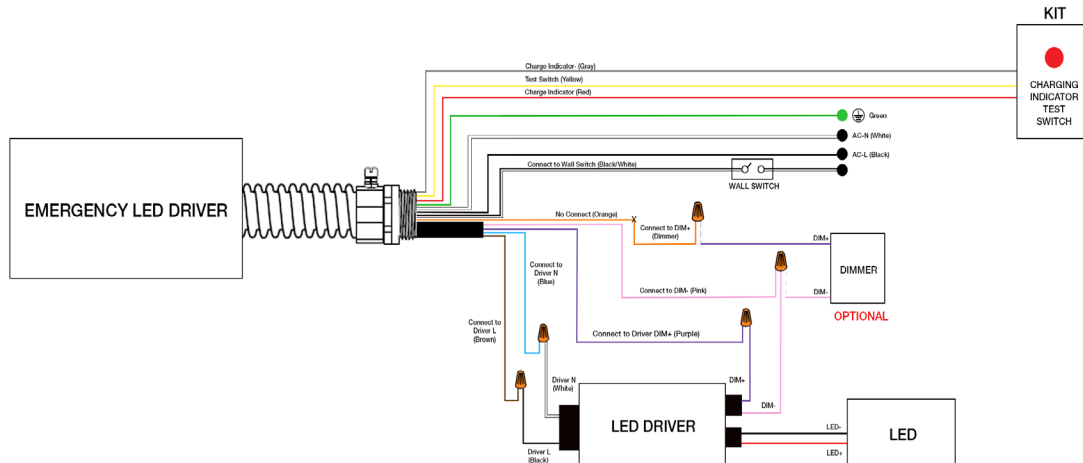 KIT
Charge Indicator- (Gray)
Test Switch (Yellow)
Charge Indicator (Red)
CHARGING
INDICATOR
TEST
SWITCH
Green
AC-N (White)
AC-L (Black)
Connect to Wall Switch (Black/White)
WALL SWITCH
EMERGENCY LED DRIVER
No Connect (Orange)
X
Connect to DIM+
(Dimmer)
DIM+
DIMMER
DIM-
OPTIONAL
Connect to
Driver N
(Blue)
Connect to DIM- (Pink)
Connect to
Driver L
(Brown)
Connect to Driver DIM+ (Purple)
Driver N
(White)
DIM+
DIM-
LED DRIVER
LED-
LED+
LED
Driver L
(Black)